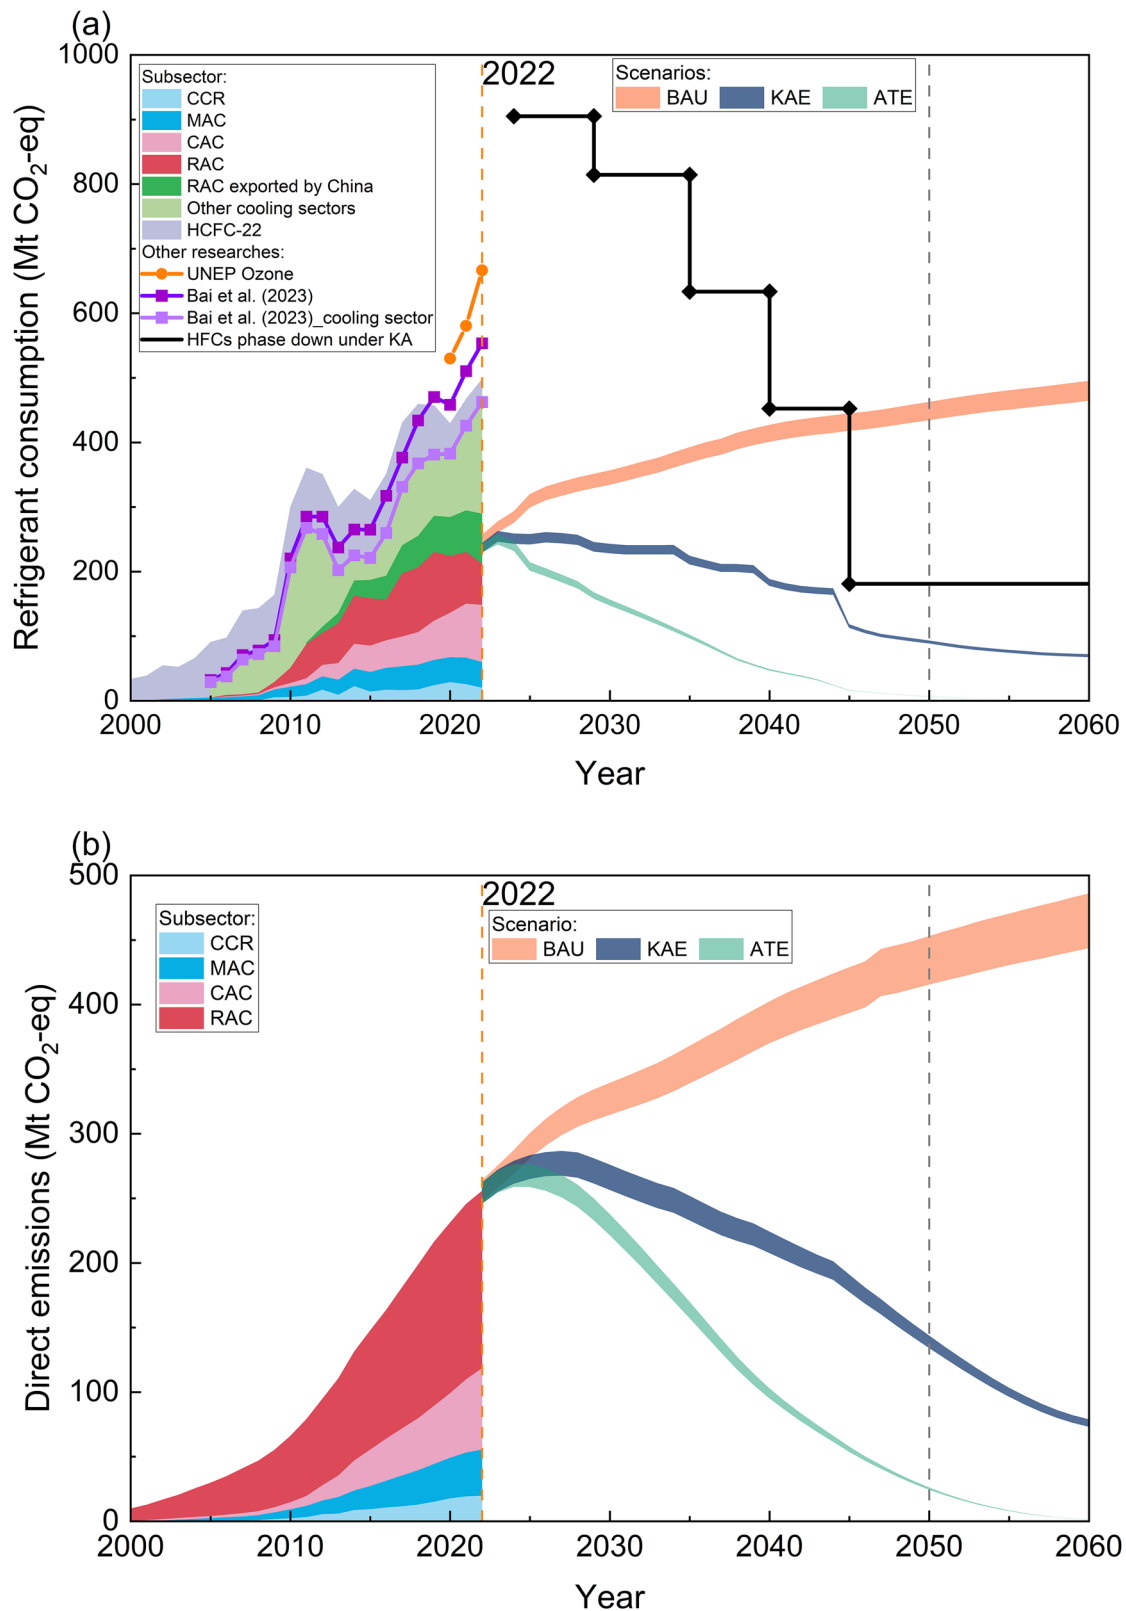 (a)
Refrigerant consumption (Mt CO2-eq)
1000
800
600
400
200
0
Subsector:
CCR
MAC
CAC
RAC
RAC exported by China
Other cooling sectors
HCFC-22
Other researches:
UNEP Ozone
Bai et al. (2023)
Bai et al. (2023)_cooling sector
HFCs phase down under KA
2022
Scenarios:
BAU KAE ATE
2000 2010 2020 2030 2040 2050 2060
Year
(b)
Direct emissions (Mt CO2-eq)
500
400
300
200
100
0
Subsector:
CCR
MAC
CAC
RAC
2022
Scenario:
BAU KAE ATE
2000 2010 2020 2030 2040 2050 2060
Year